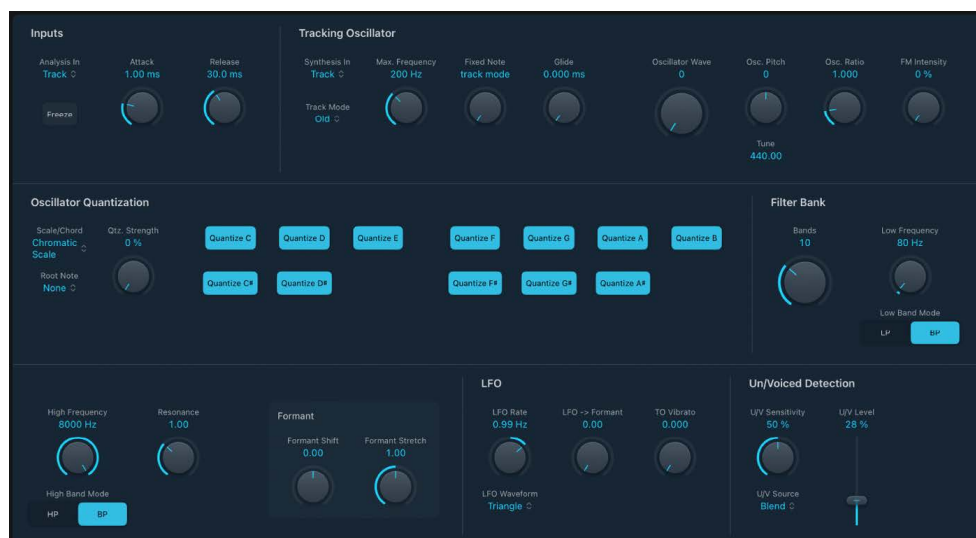 Inputs
Analysis In
Track
Attack
1.00 ms
Release
30.0 ms
Freeze
Tracking Oscillator
Synthesis In
Track
Max. Frequency
200 Hz
Fixed Note
track mode
Glide
0.000 ms
Track Mode
Old
Oscillator Wave
0
Osc. Pitch
0
Osc. Ratio
1.000
FM Intensity
0 %
Tune
440.00
Oscillator Quantization
Scale/Chord
Chromatic
Scale
Qtz. Strength
0 %
Root Note
None
Quantize C
Quantize D
Quantize E
Quantize F
Quantize G
Quantize A
Quantize B
Quantize C#
Quantize D#
Quantize F#
Quantize G#
Quantize A#
Filter Bank
Bands
10
Low Frequency
80 Hz
Low Band Mode
LP
BP
High Frequency
8000 Hz
Resonance
1.00
High Band Mode
HP
BP
Formant
Formant Shift
0.00
Formant Stretch
1.00
LFO
LFO Rate
0.99 Hz
LFO -> Formant
0.00
TO Vibrato
0.000
LFO Waveform
Triangle
Un/Voiced Detection
U/V Sensitivity
50 %
U/V Level
28 %
U/V Source
Blend